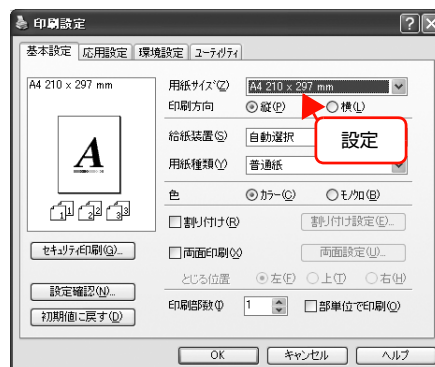 印刷設定
基本設定 応用設定 環境設定 ユーティリティ
A4 210 x 297 mm
用紙サイズ(Z) A4 210 x 297 mm
印刷方向 縦(P) 横(L)
給紙装置(S) 自動選択
設定
用紙種類(Y) 普通紙
A
色 カラー(C) モノクロ(B)
1 1 2 2 3 3
割り付け(R) 割り付け設定(E)...
セキュリティ印刷(G)...
両面印刷(X) 両面設定(U)...
とじる位置 左(F) 上(T) 右(H)
設定確認(N)...
印刷部数(I) 1 部単位で印刷(O)
初期値に戻す(D)
OK キャンセル ヘルプ